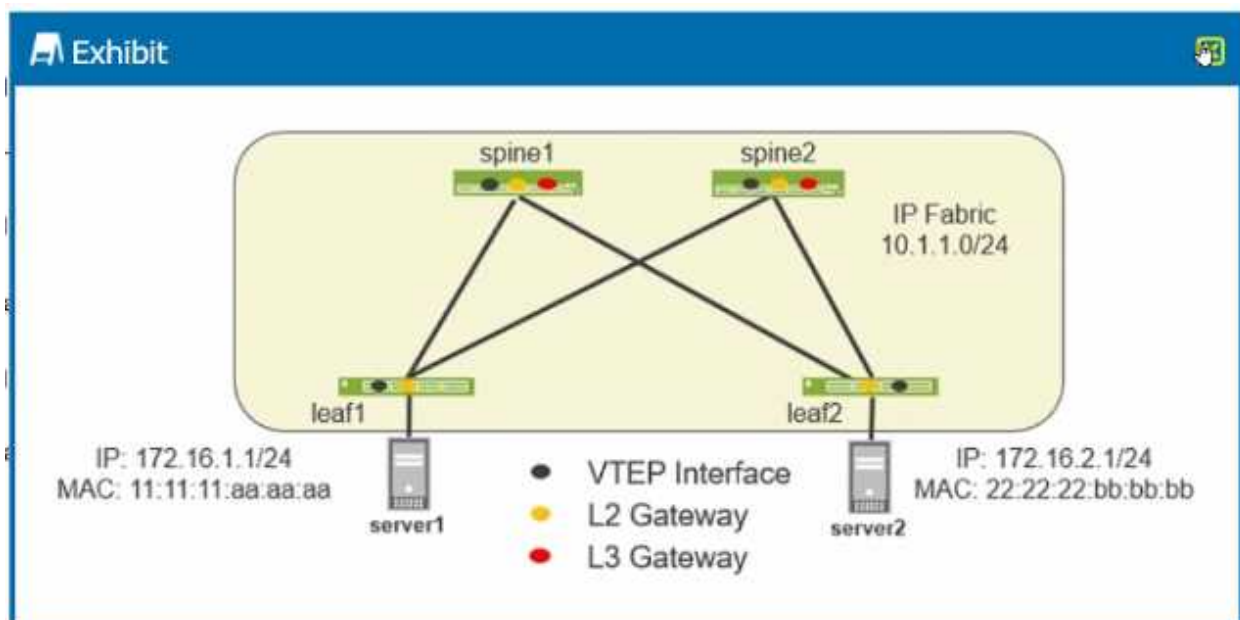 Exhibit
spine1
spine2
IP Fabric
10.1.1.0/24
leaf1
leaf2
IP: 172.16.1.1/24
MAC: 11:11:11:aa:aa:aa
server1
VTEP Interface
L2 Gateway
L3 Gateway
IP: 172.16.2.1/24
MAC: 22:22:22:bb:bb:bb
server2